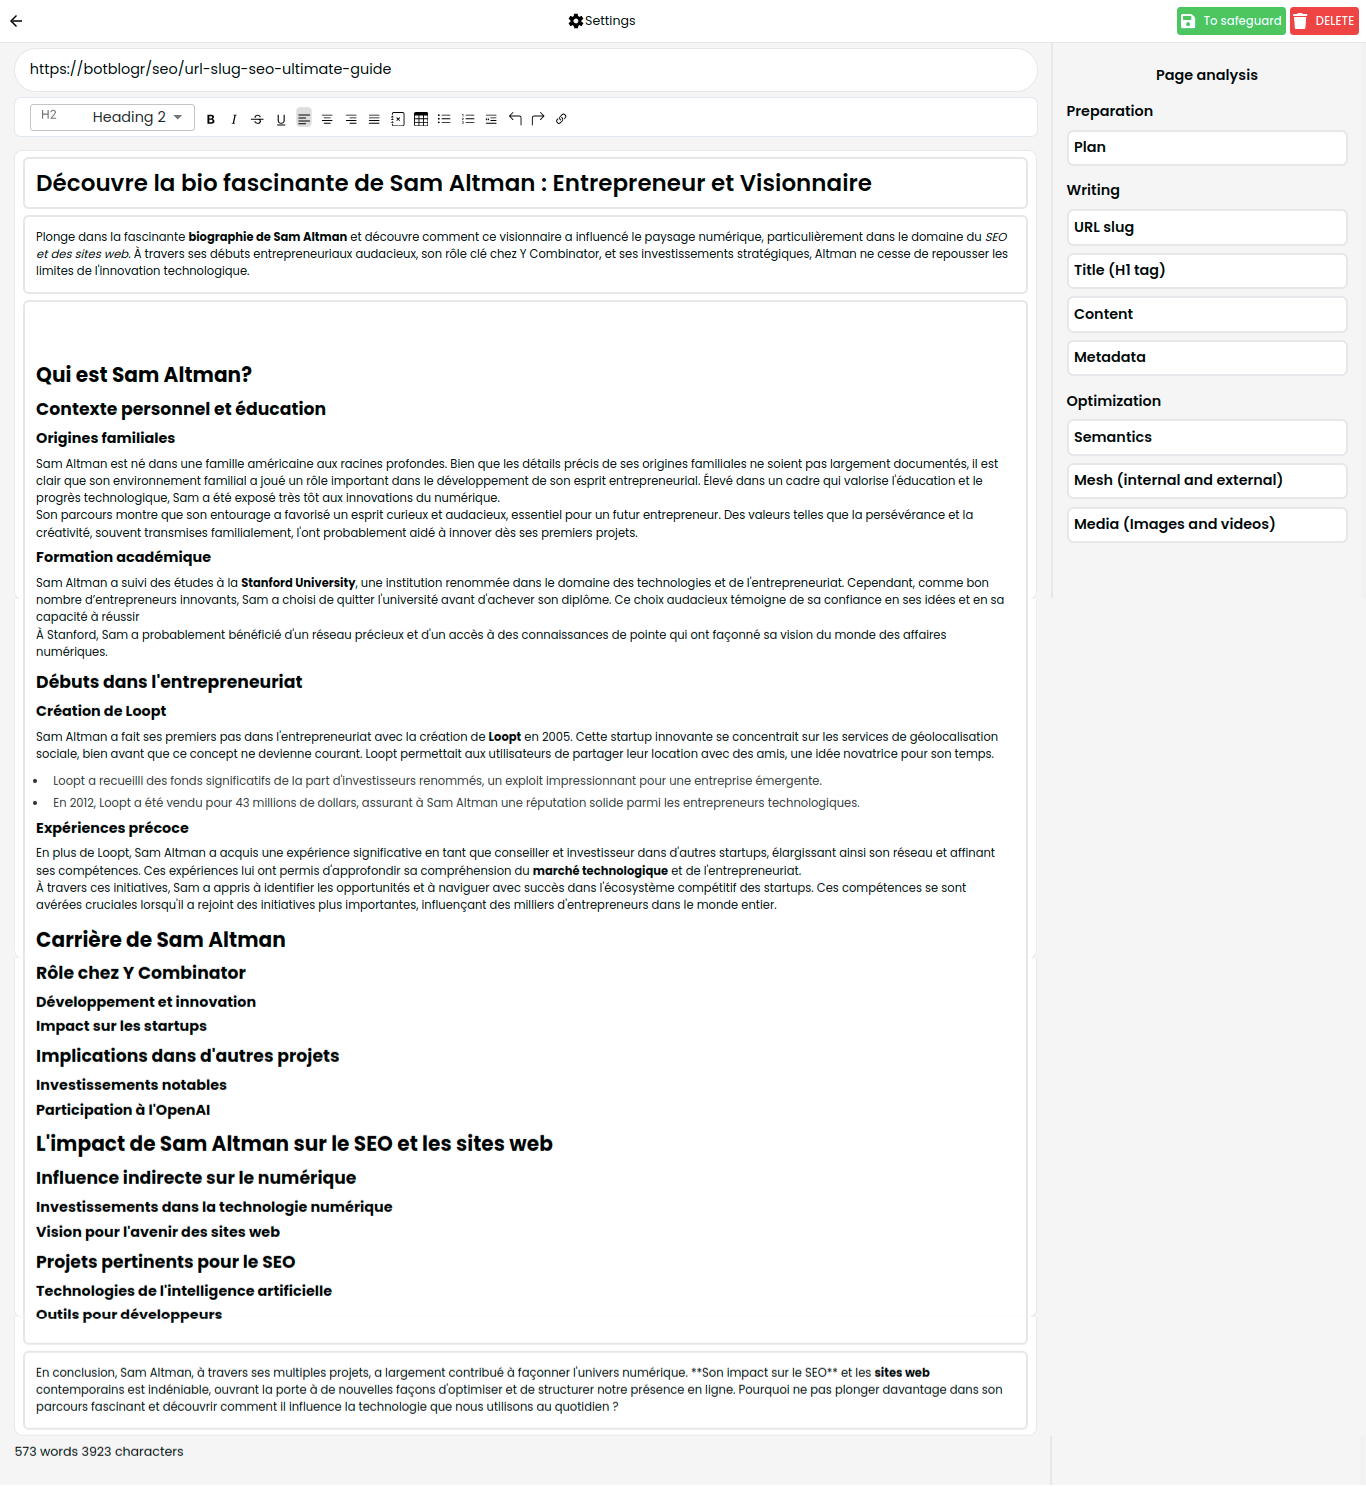 Settings
To safeguard
DELETE
https://botblogr/seo/url-slug-seo-ultimate-guide
H2 Heading 2
B I S U
Découvre la bio fascinante de Sam Altman : Entrepreneur et Visionnaire
Plonge dans la fascinante biographie de Sam Altman et découvre comment ce visionnaire a influencé le paysage numérique, particulièrement dans le domaine du SEO
et des sites web. À travers ses débuts entrepreneuriaux audacieux, son rôle clé chez Y Combinator, et ses investissements stratégiques, Altman ne cesse de repousser les
limites de l'innovation technologique.
Qui est Sam Altman?
Contexte personnel et éducation
Origines familiales
Sam Altman est né dans une famille américaine aux racines profondes. Bien que les détails précis de ses origines familiales ne soient pas largement documentés, il est
clair que son environnement familial a joué un rôle important dans le développement de son esprit entrepreneurial. Élevé dans un cadre qui valorise l'éducation et le
progrès technologique, Sam a été exposé très tôt aux innovations du numérique.
Son parcours montre que son entourage a favorisé un esprit curieux et audacieux, essentiel pour un futur entrepreneur. Des valeurs telles que la persévérance et la
créativité, souvent transmises familialement, l'ont probablement aidé à innover dès ses premiers projets.
Formation académique
Sam Altman a suivi des études à la Stanford University, une institution renommée dans le domaine des technologies et de l'entrepreneuriat. Cependant, comme bon
nombre d’entrepreneurs innovants, Sam a choisi de quitter l'université avant d'achever son diplôme. Ce choix audacieux témoigne de sa confiance en ses idées et en sa
capacité à réussir
À Stanford, Sam a probablement bénéficié d'un réseau précieux et d'un accès à des connaissances de pointe qui ont façonné sa vision du monde des affaires
numériques.
Débuts dans l'entrepreneuriat
Création de Loopt
Sam Altman a fait ses premiers pas dans l'entrepreneuriat avec la création de Loopt en 2005. Cette startup innovante se concentrait sur les services de géolocalisation
sociale, bien avant que ce concept ne devienne courant. Loopt permettait aux utilisateurs de partager leur location avec des amis, une idée novatrice pour son temps.
• Loopt a recueilli des fonds significatifs de la part d'investisseurs renommés, un exploit impressionnant pour une entreprise émergente.
• En 2012, Loopt a été vendu pour 43 millions de dollars, assurant à Sam Altman une réputation solide parmi les entrepreneurs technologiques.
Expériences précoce
En plus de Loopt, Sam Altman a acquis une expérience significative en tant que conseiller et investisseur dans d'autres startups, élargissant ainsi son réseau et affinant
ses compétences. Ces expériences lui ont permis d'approfondir sa compréhension du marché technologique et de l'entrepreneuriat.
À travers ces initiatives, Sam a appris à identifier les opportunités et à naviguer avec succès dans l'écosystème compétitif des startups. Ces compétences se sont
avérées cruciales lorsqu'il a rejoint des initiatives plus importantes, influençant des milliers d'entrepreneurs dans le monde entier.
Carrière de Sam Altman
Rôle chez Y Combinator
Développement et innovation
Impact sur les startups
Implications dans d'autres projets
Investissements notables
Participation à l'OpenAI
L'impact de Sam Altman sur le SEO et les sites web
Influence indirecte sur le numérique
Investissements dans la technologie numérique
Vision pour l'avenir des sites web
Projets pertinents pour le SEO
Technologies de l'intelligence artificielle
Outils pour développeurs
En conclusion, Sam Altman, à travers ses multiples projets, a largement contribué à façonner l'univers numérique. **Son impact sur le SEO** et les sites web
contemporains est indéniable, ouvrant la porte à de nouvelles façons d'optimiser et de structurer notre présence en ligne. Pourquoi ne pas plonger davantage dans son
parcours fascinant et découvrir comment il influence la technologie que nous utilisons au quotidien ?
573 words 3923 characters
Page analysis
Preparation
Plan
Writing
URL slug
Title (H1 tag)
Content
Metadata
Optimization
Semantics
Mesh (internal and external)
Media (Images and videos)